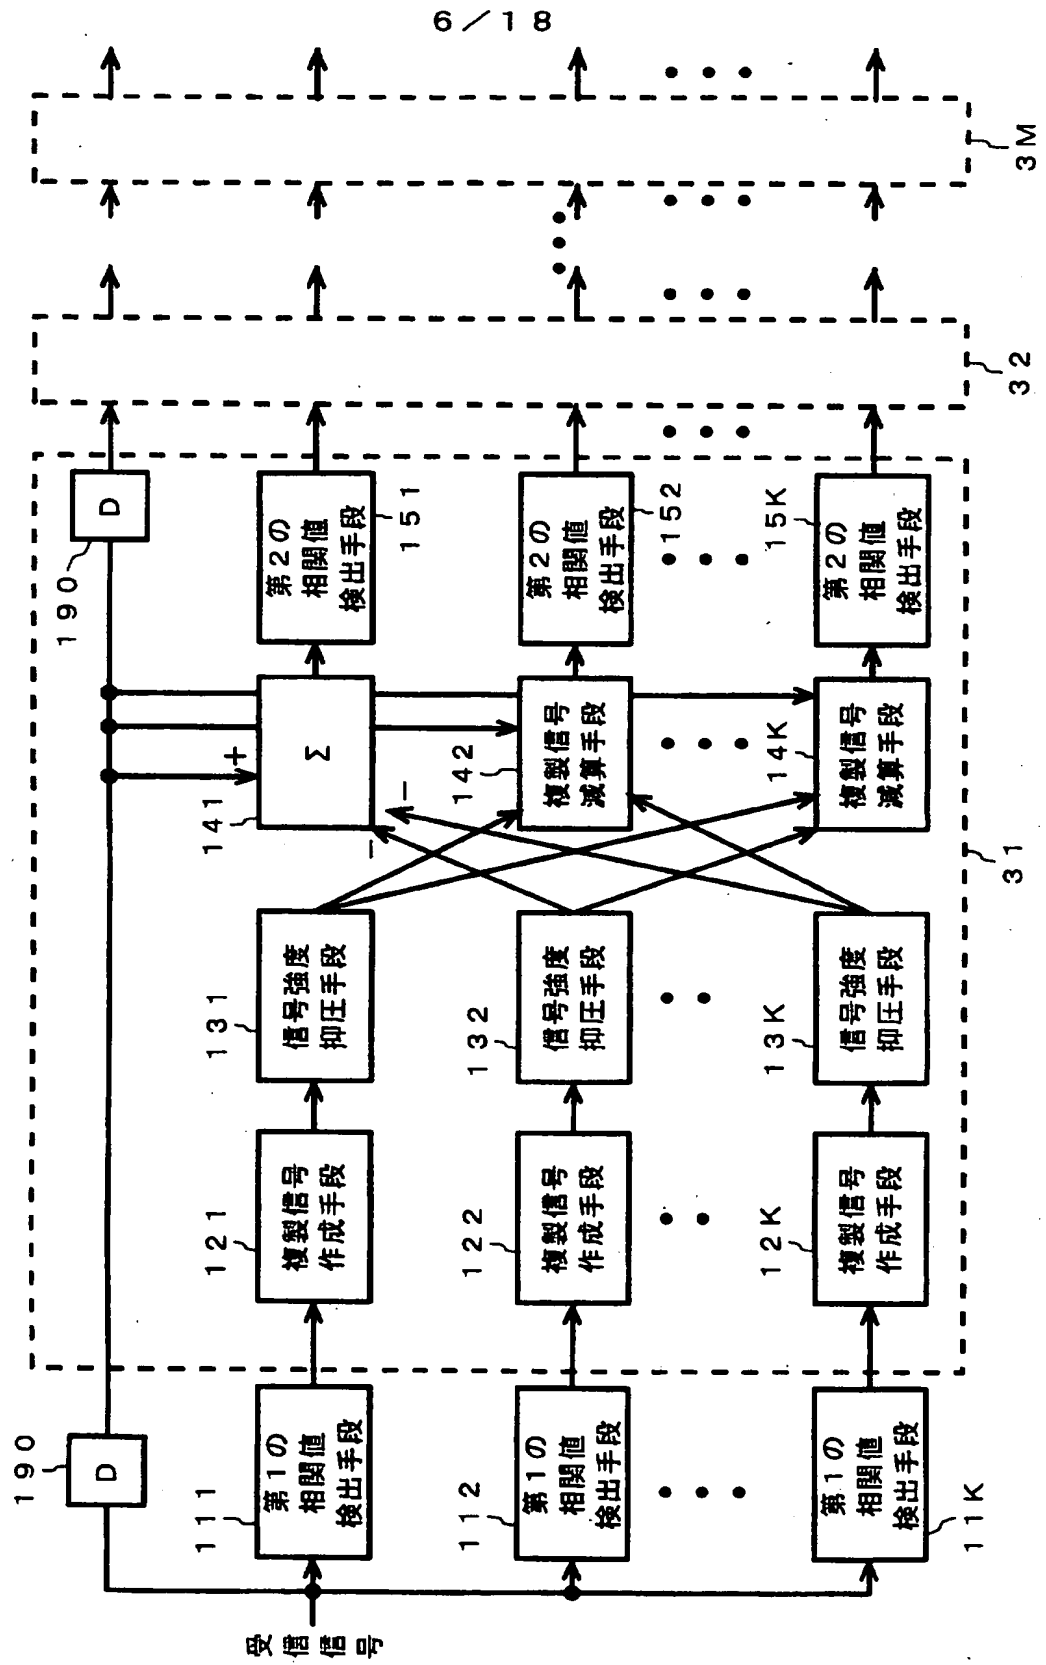 6／18
受信信号
190
D
111
第1の
相関値
検出手段
121
複製信号
作成手段
131
信号強度
抑圧手段
141
+
Σ
−
−
第2の
相関値
検出手段
151
190
D
112
第1の
相関値
検出手段
122
複製信号
作成手段
132
信号強度
抑圧手段
142
複製信号
減算手段
第2の
相関値
検出手段
152
第1の
相関値
検出手段
11K
12K
複製信号
作成手段
13K
信号強度
抑圧手段
14K
複製信号
減算手段
15K
第2の
相関値
検出手段
31
32
3M